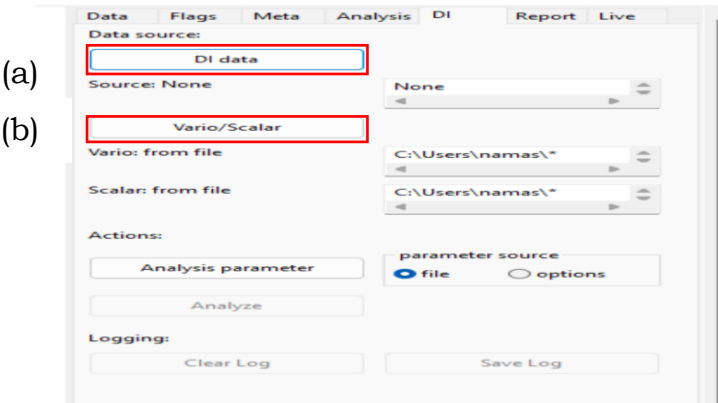 Data Flags Meta Analysis DI Report Live
Data source:
(a) DI data
Source: None None
(b) Vario/Scalar
Vario: from file C:\Users\namas\*
Scalar: from file C:\Users\namas\*
Actions:
parameter source
Analysis parameter file options
Analyze
Logging:
Clear Log Save Log